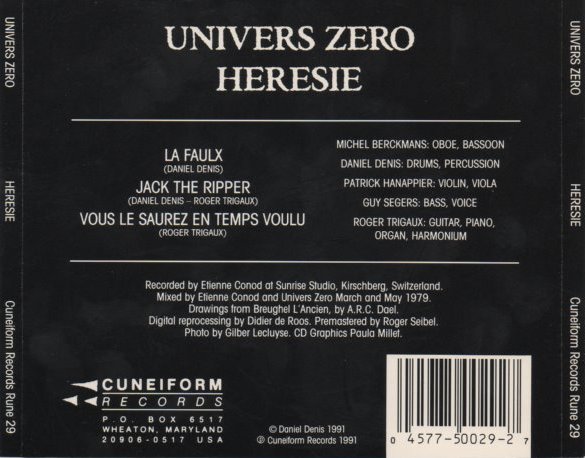 UNIVERS ZERO
HERESIE
Cuneiform Records Rune 29
UNIVERS ZERO
HERESIE
LA FAULX
(DANIEL DENIS)
JACK THE RIPPER
(DANIEL DENIS – ROGER TRIGAUX)
VOUS LE SAUREZ EN TEMPS VOULU
(ROGER TRIGAUX)
MICHEL BERCKMANS: OBOE, BASSOON
DANIEL DENIS: DRUMS, PERCUSSION
PATRICK HANAPPIER: VIOLIN, VIOLA
GUY SEGERS: BASS, VOICE
ROGER TRIGAUX: GUITAR, PIANO,
ORGAN, HARMONIUM
Recorded by Etienne Conod at Sunrise Studio, Kirschberg, Switzerland.
Mixed by Etienne Conod and Univers Zero March and May 1979.
Drawings from Breughel L'Ancien, by A.R.C. Dael.
Digital reprocessing by Didier de Roos. Premastered by Roger Seibel.
Photo by Gilber Lecluyse. CD Graphics Paula Millet.
CUNEIFORM
RECORDS
P.O. BOX 6517
WHEATON, MARYLAND
20906-0517 USA
© Daniel Denis 1991
℗ Cuneiform Records 1991
0 4577-50029-2 7
UNIVERS ZERO
HERESIE
Cuneiform Records Rune 29